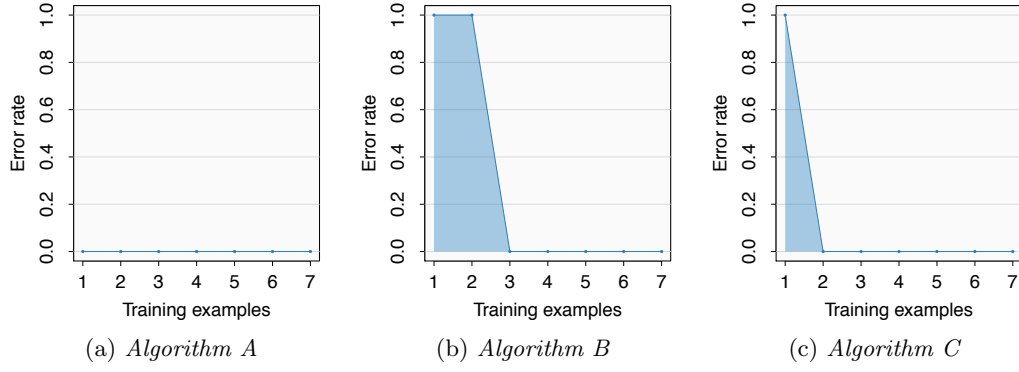 Error rate
0.0 0.2 0.4 0.6 0.8 1.0
1 2 3 4 5 6 7
Training examples
(a) Algorithm A
Error rate
0.0 0.2 0.4 0.6 0.8 1.0
1 2 3 4 5 6 7
Training examples
(b) Algorithm B
Error rate
0.0 0.2 0.4 0.6 0.8 1.0
1 2 3 4 5 6 7
Training examples
(c) Algorithm C